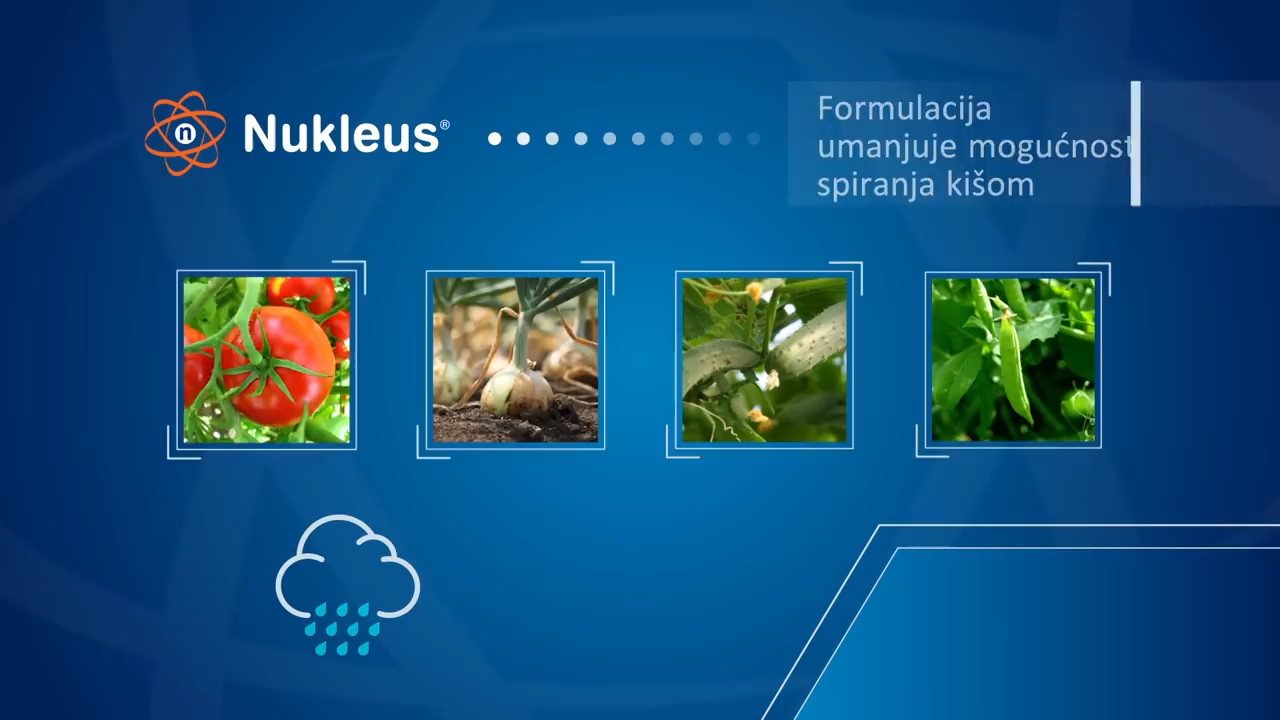 n
Nukleus®
Formulacija
umanjuje mogućnost
spiranja kišom